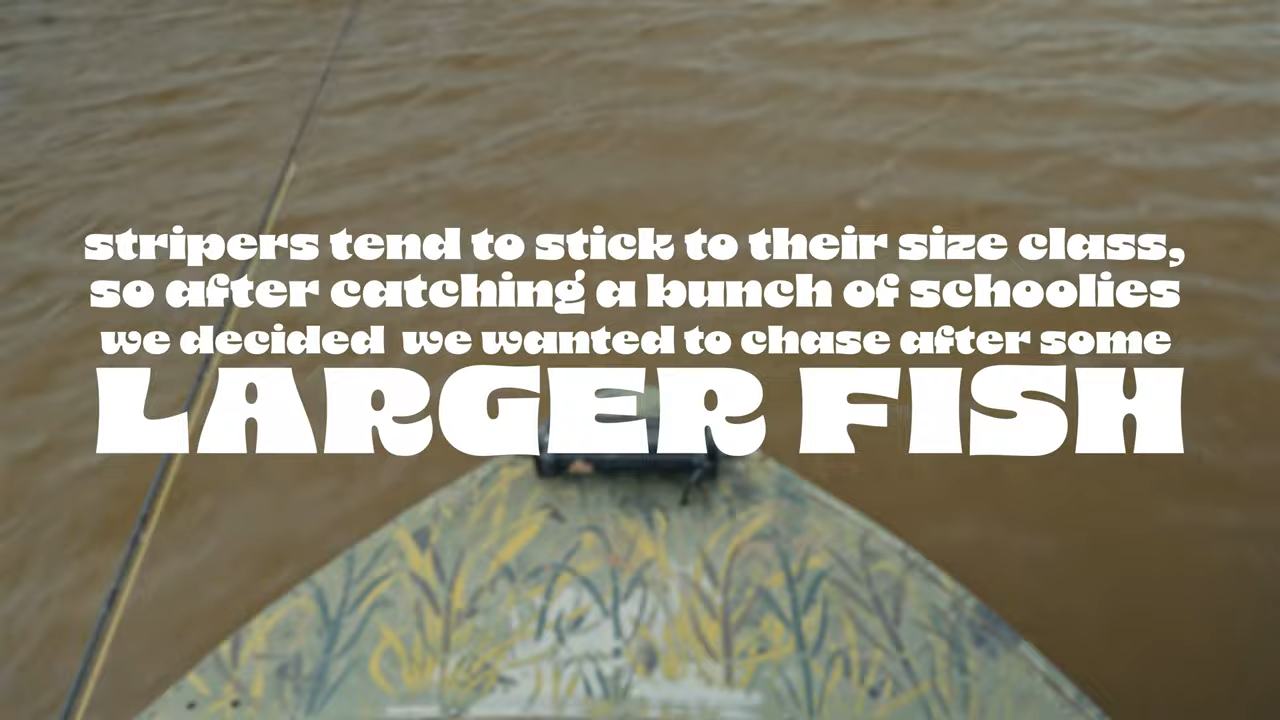 stripers tend to stick to their size class,
so after catching a bunch of schoolies
we decided we wanted to chase after some
LARGER FISH